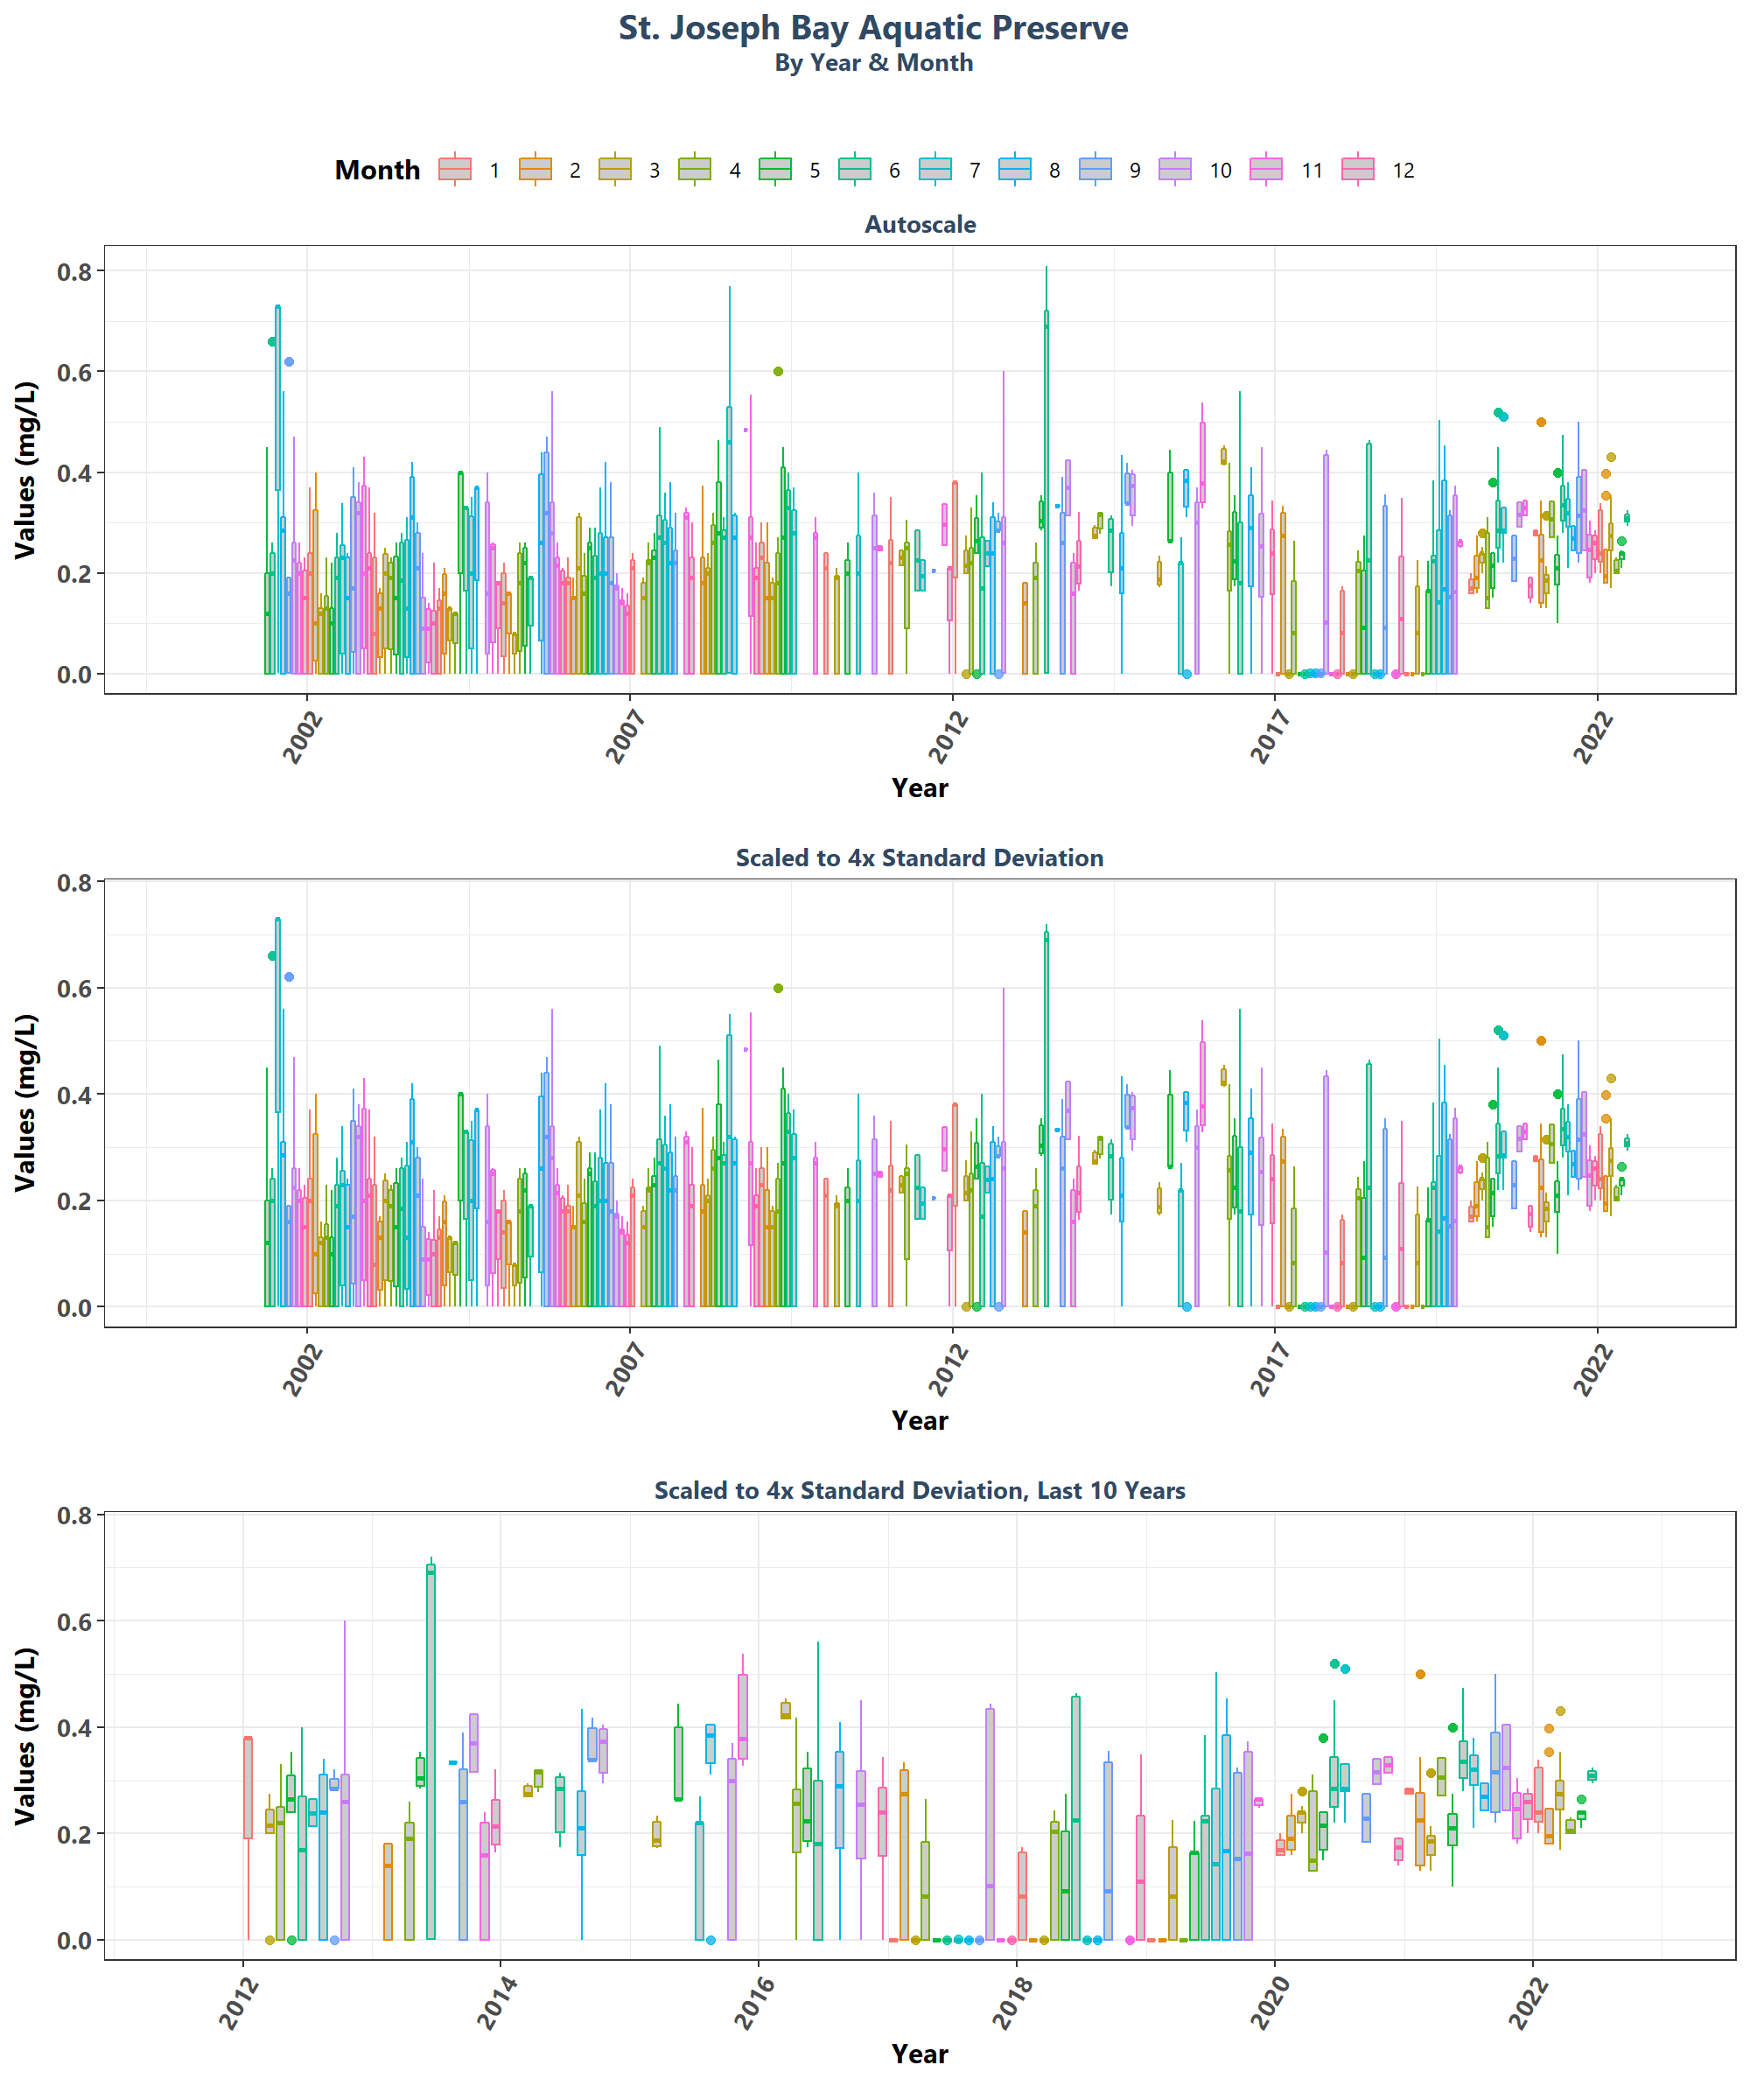 St. Joseph Bay Aquatic Preserve
By Year & Month
Month 1 2 3 4 5 6 7 8 9 10 11 12
Autoscale
Values (mg/L)
0.8
0.6
0.4
0.2
0.0
2002 2007 2012 2017 2022
Year
Scaled to 4x Standard Deviation
Values (mg/L)
0.8
0.6
0.4
0.2
0.0
2002 2007 2012 2017 2022
Year
Scaled to 4x Standard Deviation, Last 10 Years
Values (mg/L)
0.8
0.6
0.4
0.2
0.0
2012 2014 2016 2018 2020 2022
Year